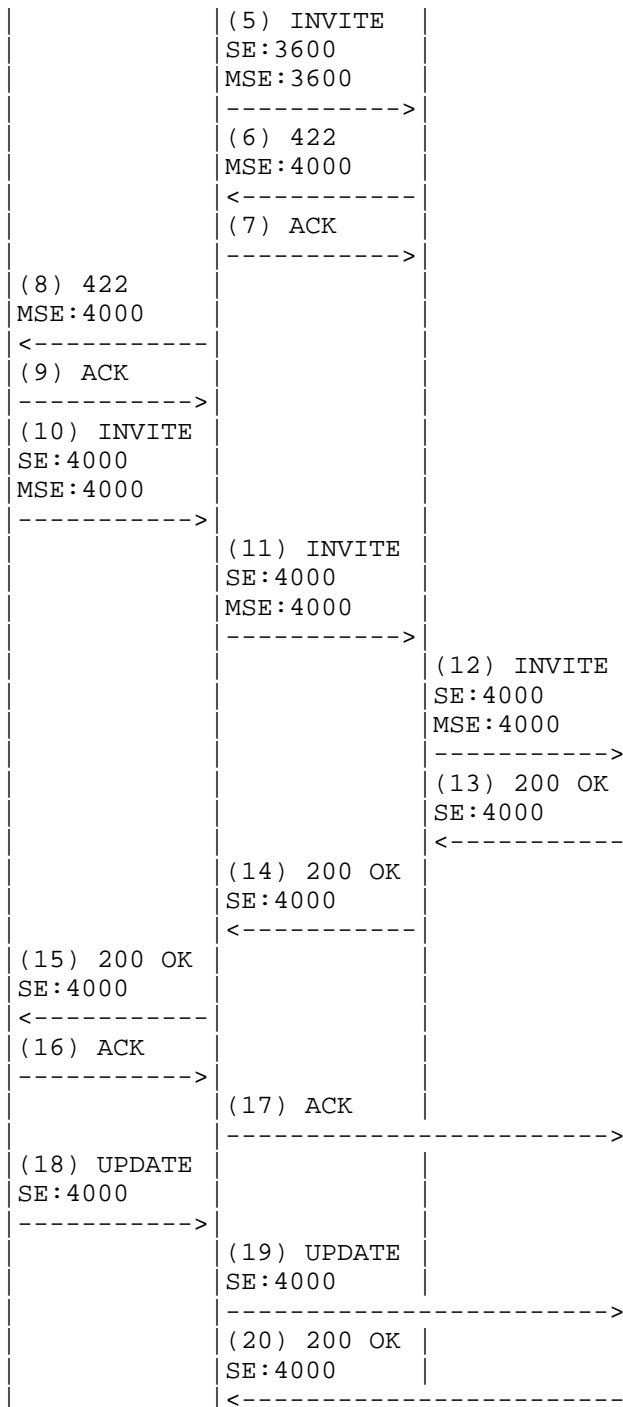 (5) INVITE
SE:3600
MSE:3600
----------->
(6) 422
MSE:4000
<-----------
(7) ACK
----------->
(8) 422
MSE:4000
<-----------
(9) ACK
----------->
(10) INVITE
SE:4000
MSE:4000
----------->
(11) INVITE
SE:4000
MSE:4000
----------->
(12) INVITE
SE:4000
MSE:4000
----------->
(13) 200 OK
SE:4000
<-----------
(14) 200 OK
SE:4000
<-----------
(15) 200 OK
SE:4000
<-----------
(16) ACK
----------->
(17) ACK
------------------------>
(18) UPDATE
SE:4000
----------->
(19) UPDATE
SE:4000
------------------------>
(20) 200 OK
SE:4000
<------------------------